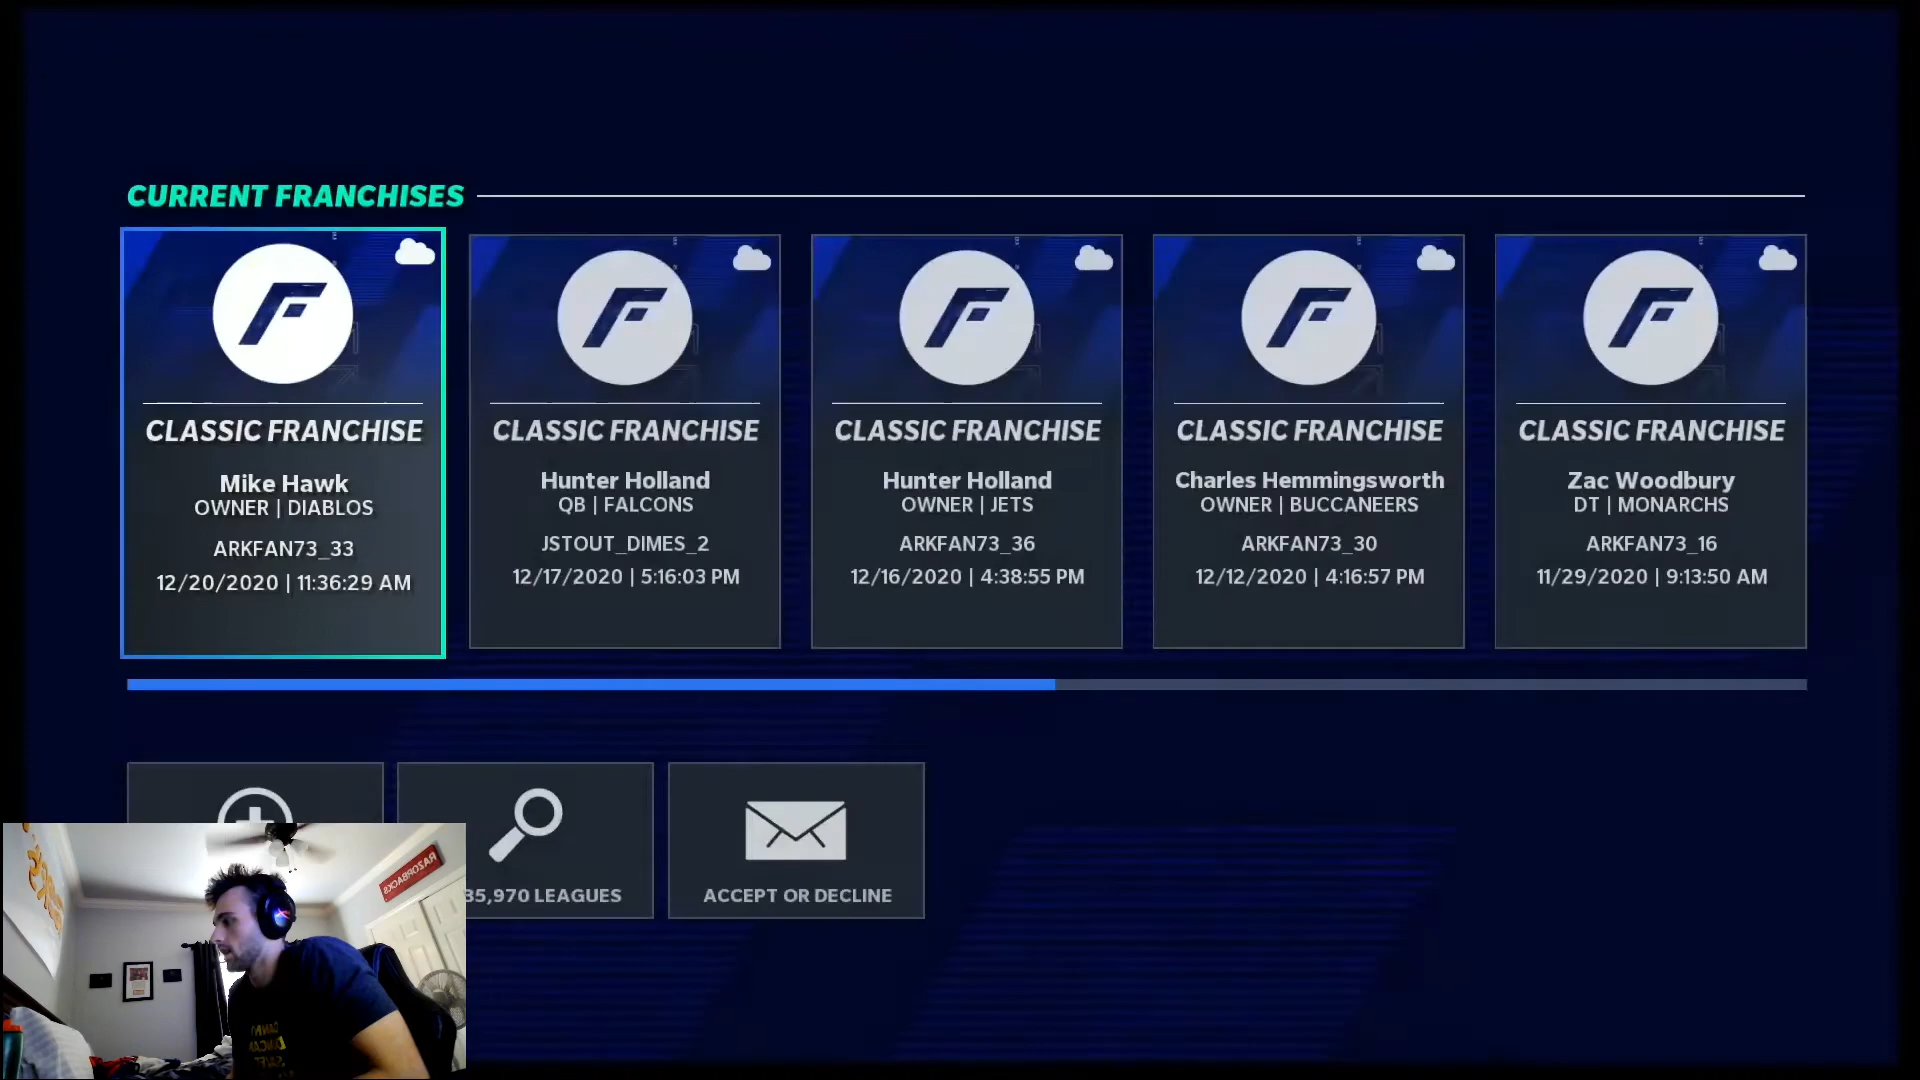 CURRENT FRANCHISES
CLASSIC FRANCHISE
Mike Hawk
OWNER | DIABLOS
ARKFAN73_33
12/20/2020 | 11:36:29 AM
CLASSIC FRANCHISE
Hunter Holland
QB | FALCONS
JSTOUT_DIMES_2
12/17/2020 | 5:16:03 PM
CLASSIC FRANCHISE
Hunter Holland
OWNER | JETS
ARKFAN73_36
12/16/2020 | 4:38:55 PM
CLASSIC FRANCHISE
Charles Hemmingsworth
OWNER | BUCCANEERS
ARKFAN73_30
12/12/2020 | 4:16:57 PM
CLASSIC FRANCHISE
Zac Woodbury
DT | MONARCHS
ARKFAN73_16
11/29/2020 | 9:13:50 AM
35,970 LEAGUES
ACCEPT OR DECLINE
RAZORBACKS